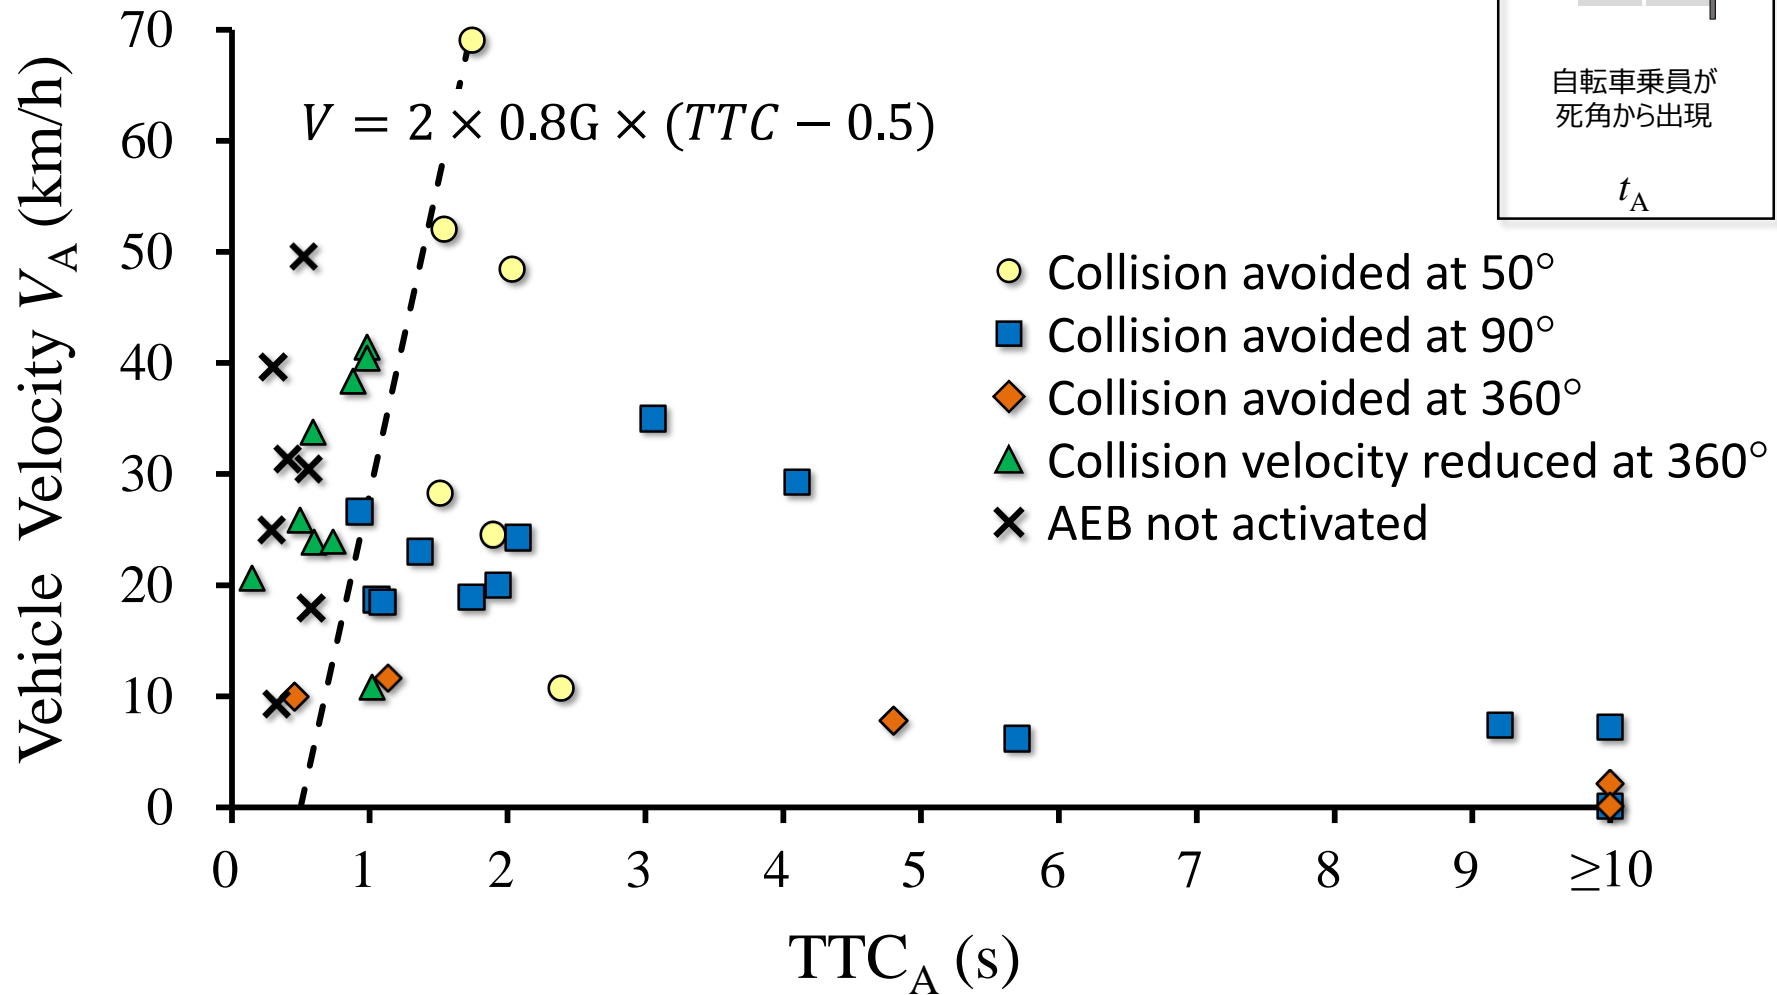 70
60
50
40
30
20
10
0
Vehicle Velocity V_A (km/h)
V = 2 × 0.8G × (TTC − 0.5)
自転車乗員が
死角から出現
t_A
Collision avoided at 50°
Collision avoided at 90°
Collision avoided at 360°
Collision velocity reduced at 360°
AEB not activated
0 1 2 3 4 5 6 7 8 9 ≥10
TTC_A (s)